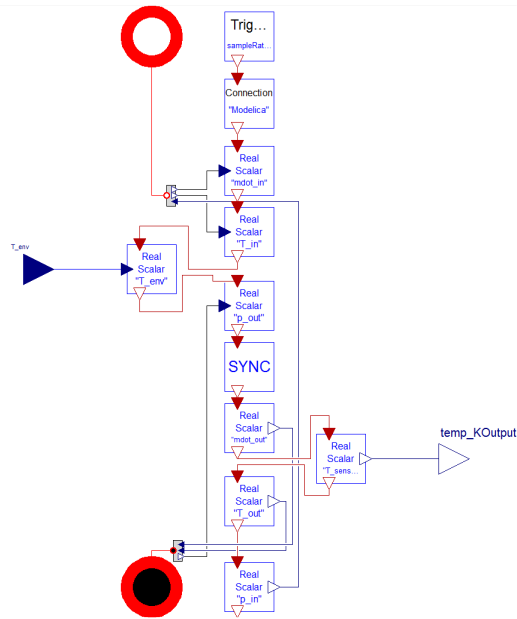 Trig...
sampleRat...
Connection
"Modelica"
Real
Scalar
"mdot_in"
Real
Scalar
"T_in"
T_env
Real
Scalar
"T_env"
Real
Scalar
"p_out"
SYNC
Real
Scalar
"mdot_out"
Real
Scalar
"T_sens...
temp_KOutput
Real
Scalar
"T_out"
Real
Scalar
"p_in"